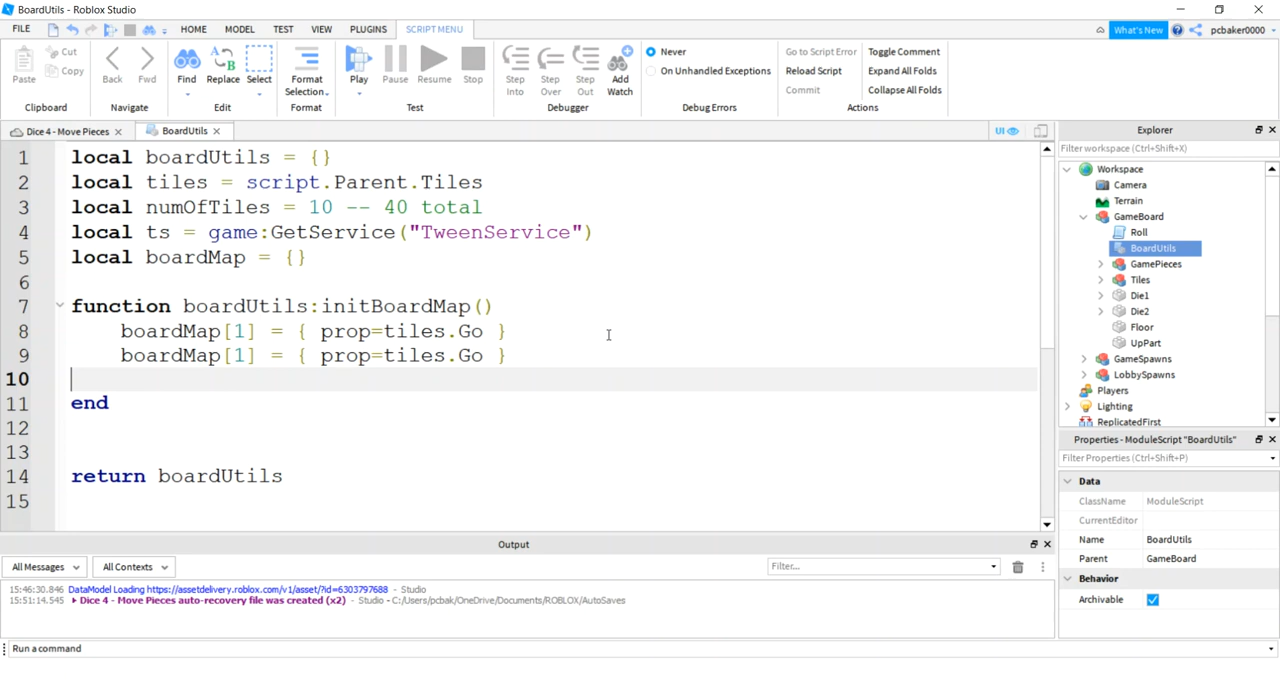 BoardUtils - Roblox Studio
FILE HOME MODEL TEST VIEW PLUGINS SCRIPT MENU What's New pcbaker0000
Paste Cut Copy Back Fwd Find Replace Select Format Selection Play Pause Resume Stop Step Into Step Over Step Out Add Watch Never On Unhandled Exceptions Go to Script Error Reload Script Commit Toggle Comment Expand All Folds Collapse All Folds
Clipboard Navigate Edit Format Test Debugger Debug Errors Actions
Dice 4 - Move Pieces BoardUtils UI
1 local boardUtils = {}
2 local tiles = script.Parent.Tiles
3 local numOfTiles = 10 -- 40 total
4 local ts = game:GetService("TweenService")
5 local boardMap = {}
6
7 function boardUtils:initBoardMap()
8 boardMap[1] = { prop=tiles.Go }
9 boardMap[1] = { prop=tiles.Go }
10
11 end
12
13
14 return boardUtils
15
Explorer
Filter workspace (Ctrl+Shift+X)
Workspace
Camera
Terrain
GameBoard
Roll
BoardUtils
GamePieces
Tiles
Die1
Die2
Floor
UpPart
GameSpawns
LobbySpawns
Players
Lighting
ReplicatedFirst
Properties - ModuleScript "BoardUtils"
Filter Properties (Ctrl+Shift+P)
Data
ClassName ModuleScript
CurrentEditor
Name BoardUtils
Parent GameBoard
Behavior
Archivable
Output
All Messages All Contexts Filter...
15:46:30.846 DataModel Loading https://assetdelivery.roblox.com/v1/asset/?id=6303797688 - Studio
15:51:14.545 Dice 4 - Move Pieces auto-recovery file was created (x2) - Studio - C:/Users/pcbak/OneDrive/Documents/ROBLOX/AutoSaves
Run a command